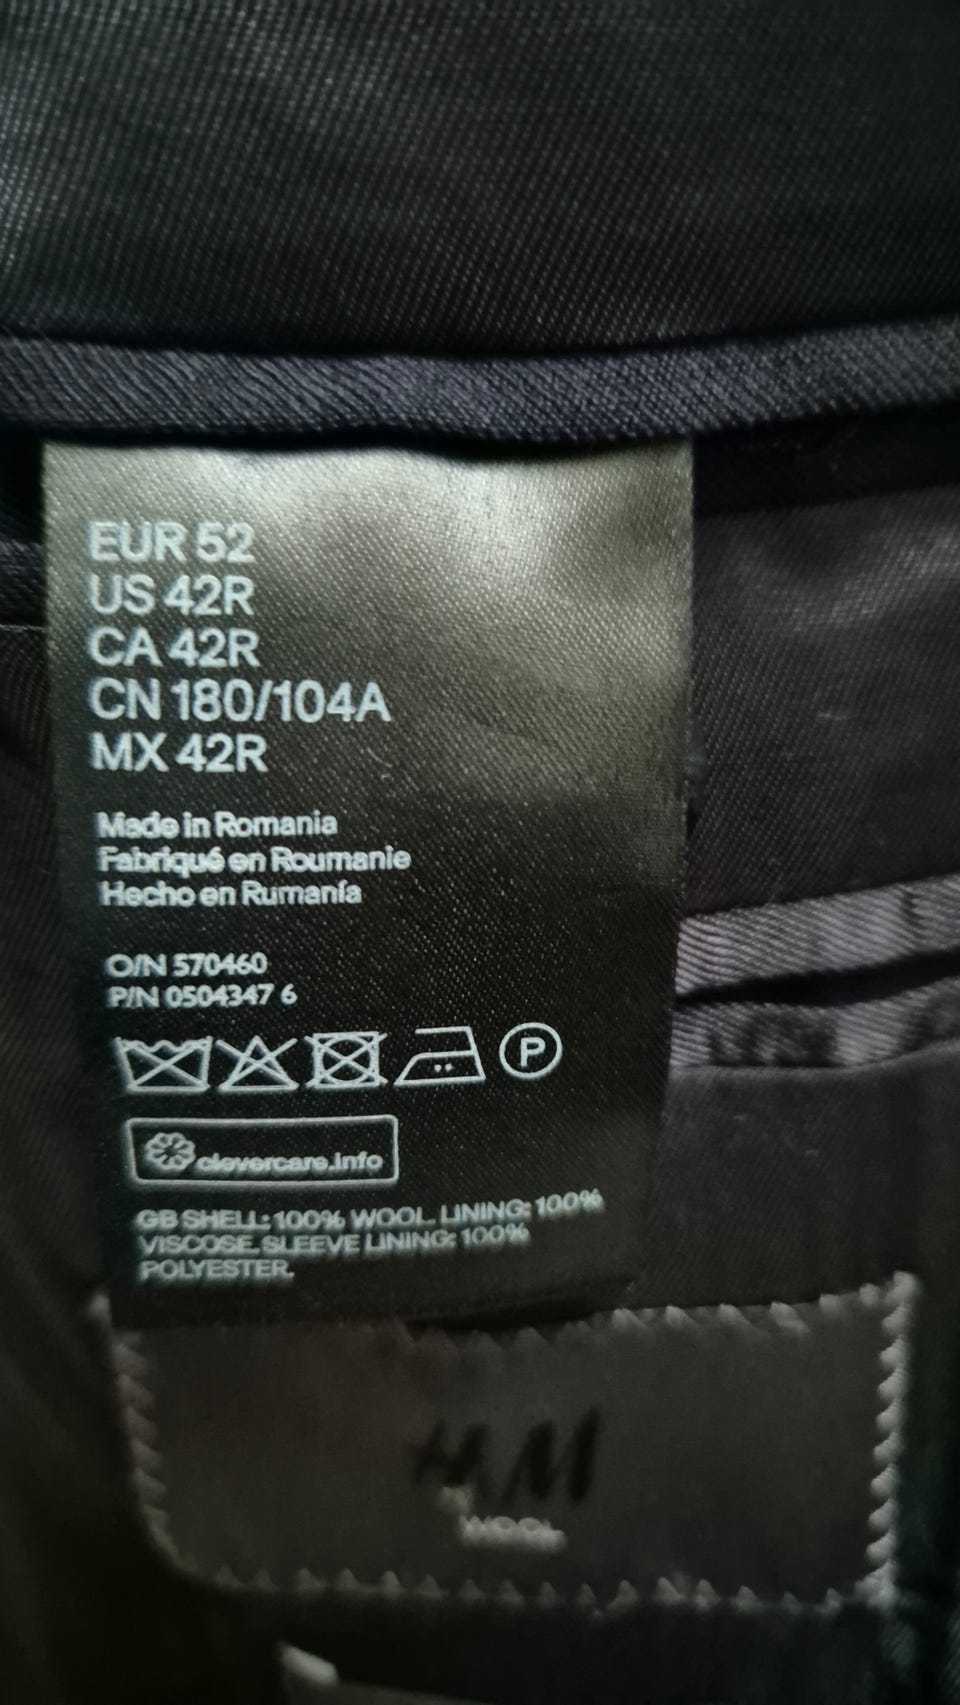 EUR 52
US 42R
CA 42R
CN 180/104A
MX 42R
Made in Romania
Fabriqué en Roumanie
Hecho en Rumanía
O/N 570460
P/N 0504347 6
P
clevercare.info
GB SHELL: 100% WOOL. LINING: 100%
VISCOSE. SLEEVE LINING: 100%
POLYESTER.
H&M
WOOL